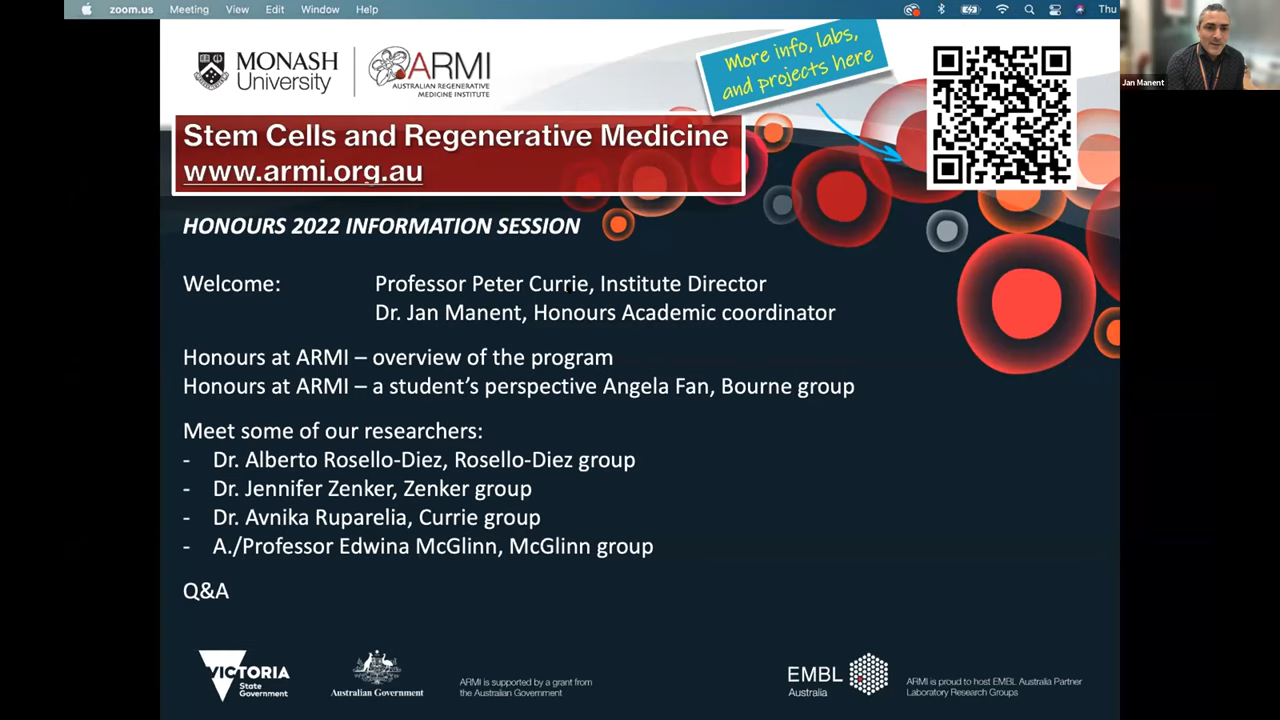 zoom.us Meeting View Edit Window Help Thu
Jan Manent
MONASH University
ARMI
AUSTRALIAN REGENERATIVE
MEDICINE INSTITUTE
More info, labs,
and projects here
Stem Cells and Regenerative Medicine
www.armi.org.au
HONOURS 2022 INFORMATION SESSION
Welcome: Professor Peter Currie, Institute Director
Dr. Jan Manent, Honours Academic coordinator
Honours at ARMI – overview of the program
Honours at ARMI – a student's perspective Angela Fan, Bourne group
Meet some of our researchers:
- Dr. Alberto Rosello-Diez, Rosello-Diez group
- Dr. Jennifer Zenker, Zenker group
- Dr. Avnika Ruparelia, Currie group
- A./Professor Edwina McGlinn, McGlinn group
Q&A
VICTORIA
State
Government
Australian Government
ARMI is supported by a grant from
the Australian Government
EMBL
Australia
ARMI is proud to host EMBL Australia Partner
Laboratory Research Groups